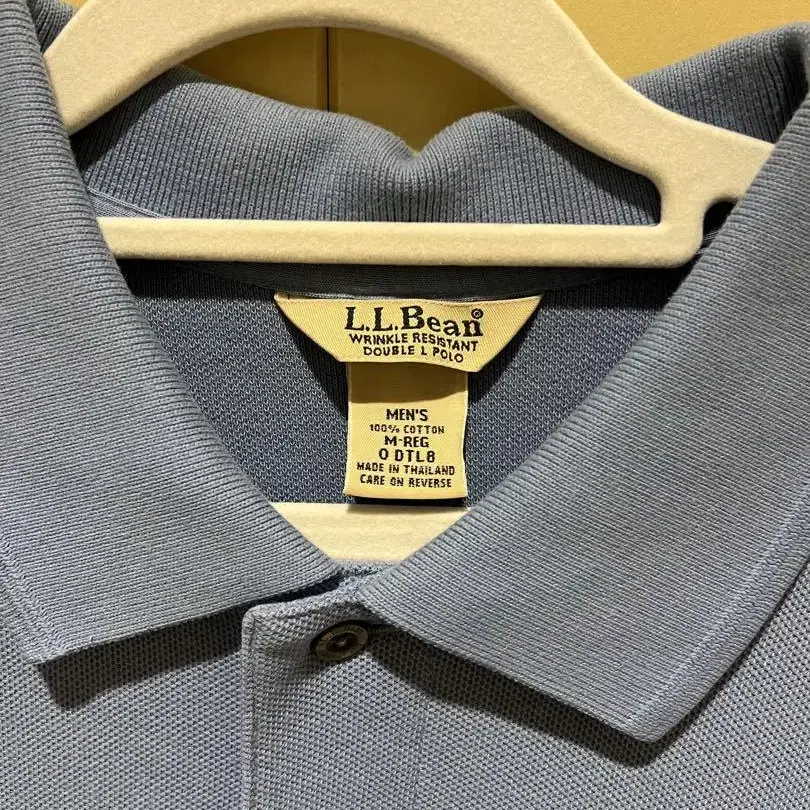 L.L.Bean®
WRINKLE RESISTANT
DOUBLE L POLO
MEN'S
100% COTTON
M-REG
0 DTL8
MADE IN THAILAND
CARE ON REVERSE